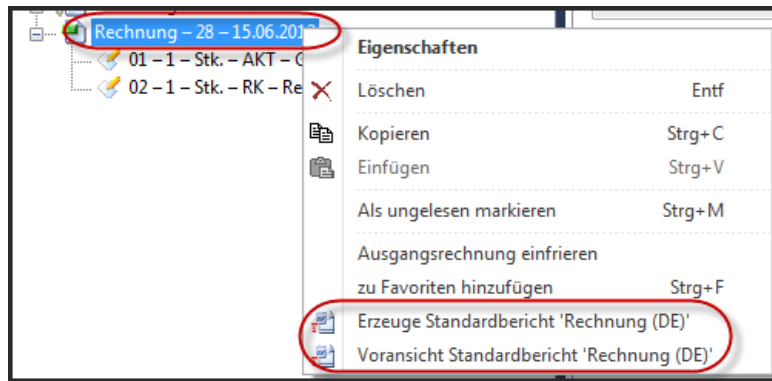 Rechnung – 28 – 15.06.201
01 – 1 – Stk. – AKT –
02 – 1 – Stk. – RK – Re
Eigenschaften
Löschen Entf
Kopieren Strg+C
Einfügen Strg+V
Als ungelesen markieren Strg+M
Ausgangsrechnung einfrieren
zu Favoriten hinzufügen Strg+F
Erzeuge Standardbericht 'Rechnung (DE)'
Voransicht Standardbericht 'Rechnung (DE)'